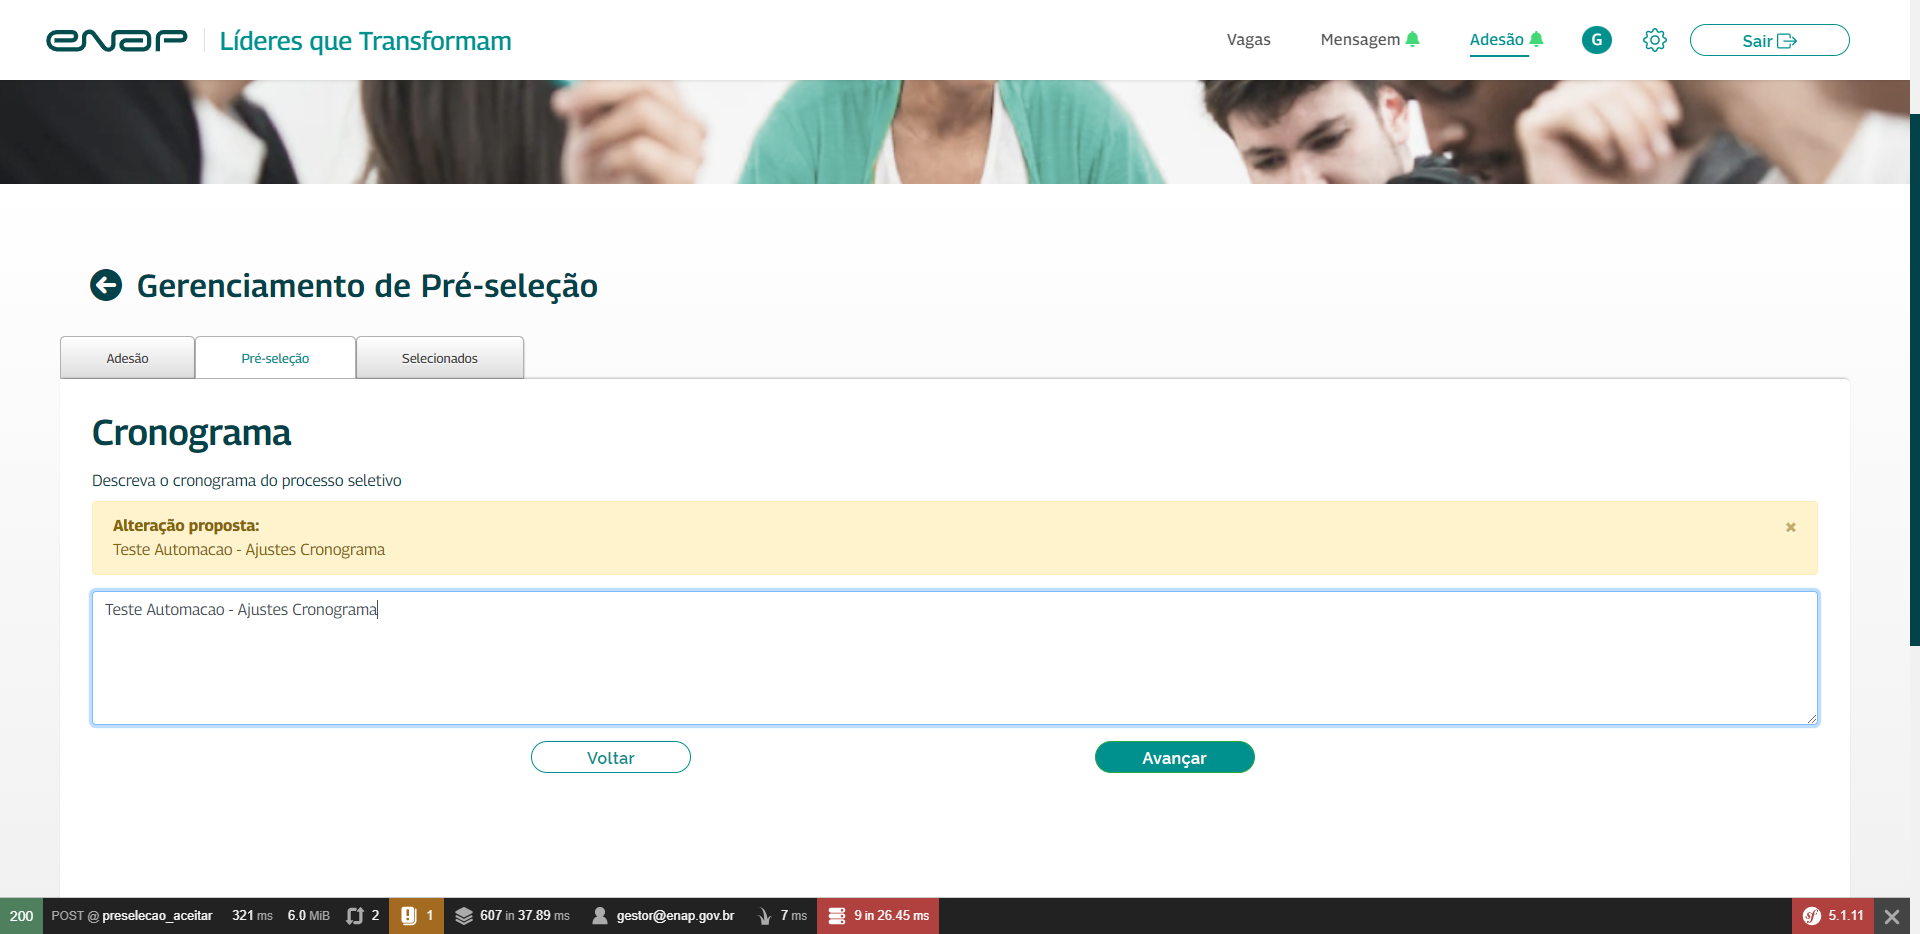 enap
Líderes que Transformam
Vagas
Mensagem
Adesão
G
Sair
Gerenciamento de Pré-seleção
Adesão
Pré-seleção
Selecionados
Cronograma
Descreva o cronograma do processo seletivo
Alteração proposta:
Teste Automacao - Ajustes Cronograma
Teste Automacao - Ajustes Cronograma
Voltar
Avançar
200 POST @ preselecao_aceitar 321 ms 6.0 MiB 2 1 607 in 37.89 ms gestor@enap.gov.br 7 ms 9 in 26.45 ms sf 5.1.11